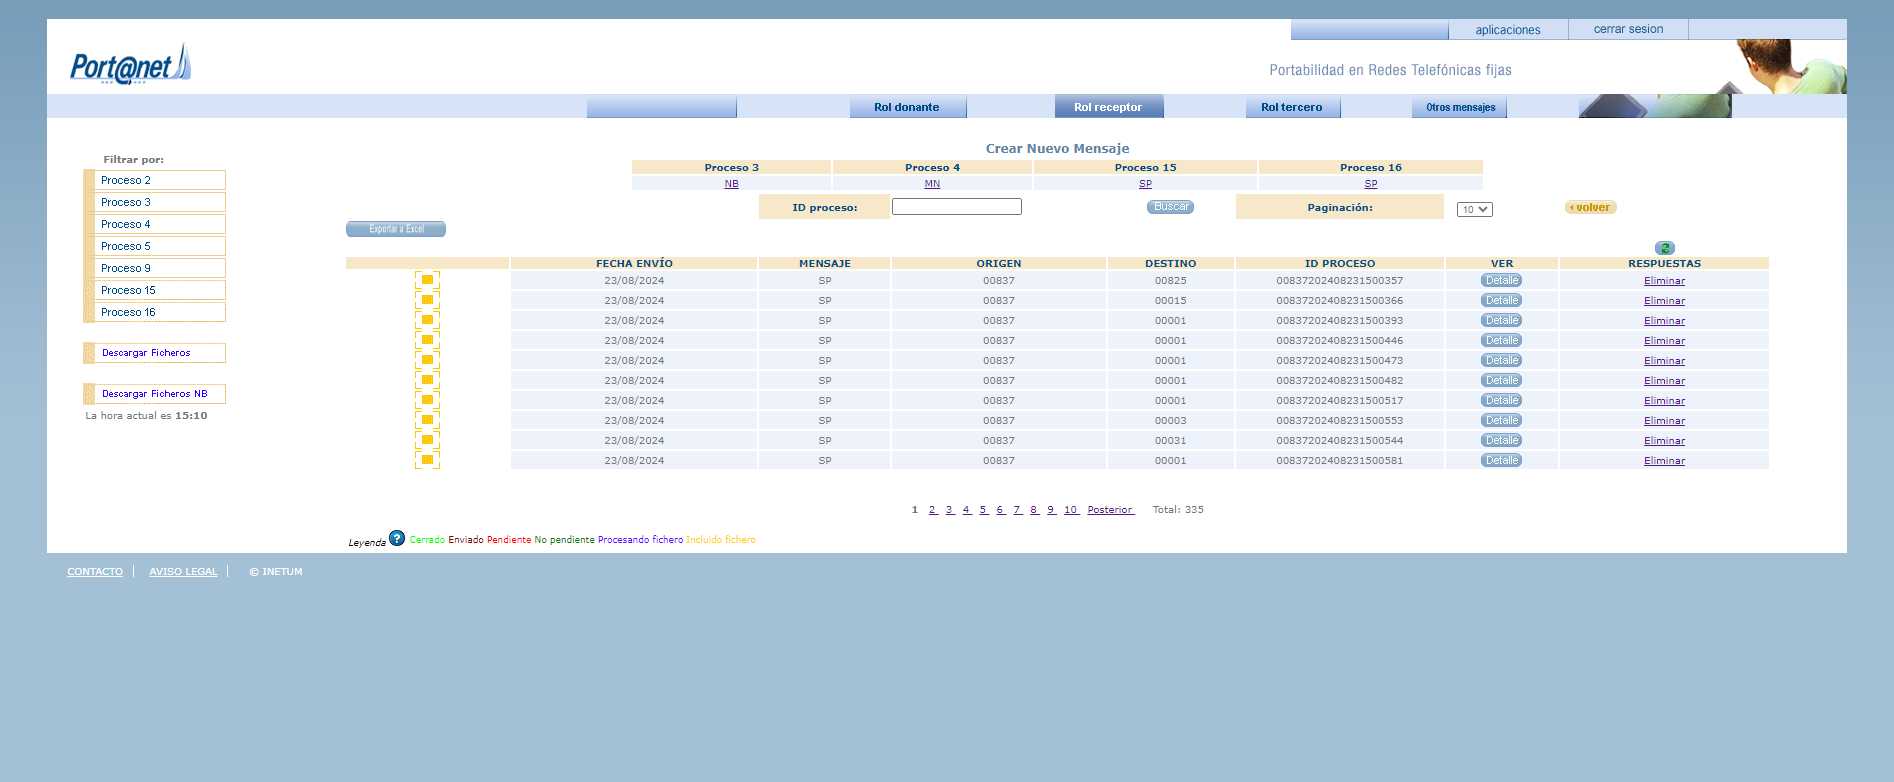 aplicaciones cerrar sesion
Port@net
Portabilidad en Redes Telefónicas fijas
Rol donante Rol receptor Rol tercero Otros mensajes
Filtrar por:
Proceso 2
Proceso 3
Proceso 4
Proceso 5
Proceso 9
Proceso 15
Proceso 16
Descargar Ficheros
Descargar Ficheros NB
La hora actual es 15:10
Crear Nuevo Mensaje
Proceso 3 Proceso 4 Proceso 15 Proceso 16
NB MN SP SP
ID proceso: Buscar Paginación: 10 volver
Exportar a Excel
FECHA ENVÍO MENSAJE ORIGEN DESTINO ID PROCESO VER RESPUESTAS
23/08/2024 SP 00837 00825 00837202408231500357 Detalle Eliminar
23/08/2024 SP 00837 00015 00837202408231500366 Detalle Eliminar
23/08/2024 SP 00837 00001 00837202408231500393 Detalle Eliminar
23/08/2024 SP 00837 00001 00837202408231500446 Detalle Eliminar
23/08/2024 SP 00837 00001 00837202408231500473 Detalle Eliminar
23/08/2024 SP 00837 00001 00837202408231500482 Detalle Eliminar
23/08/2024 SP 00837 00001 00837202408231500517 Detalle Eliminar
23/08/2024 SP 00837 00003 00837202408231500553 Detalle Eliminar
23/08/2024 SP 00837 00031 00837202408231500544 Detalle Eliminar
23/08/2024 SP 00837 00001 00837202408231500581 Detalle Eliminar
1 2 3 4 5 6 7 8 9 10 Posterior Total: 335
Leyenda ? Cerrado Enviado Pendiente No pendiente Procesando fichero Incluido fichero
CONTACTO | AVISO LEGAL | © INETUM